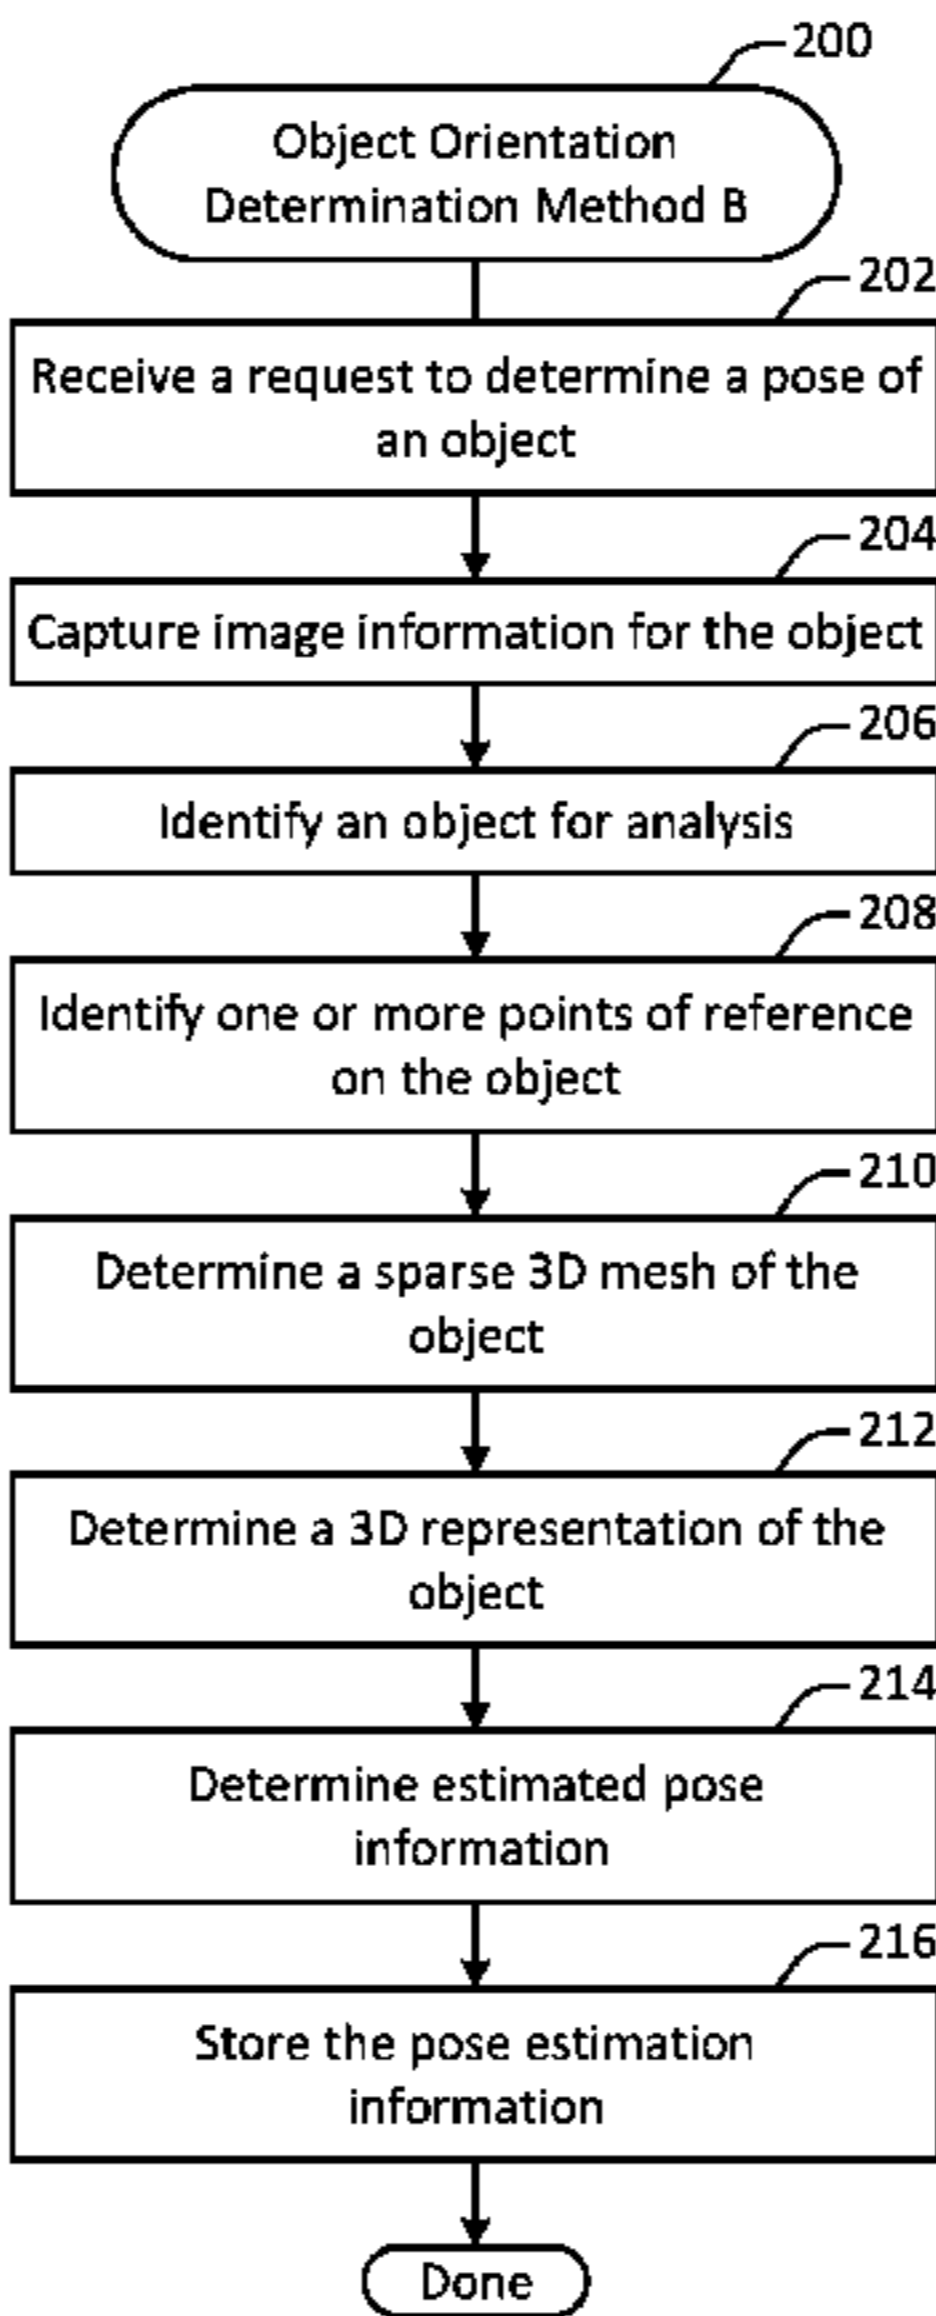 200
Object Orientation
Determination Method B
202
Receive a request to determine a pose of
an object
204
Capture image information for the object
206
Identify an object for analysis
208
Identify one or more points of reference
on the object
210
Determine a sparse 3D mesh of the
object
212
Determine a 3D representation of the
object
214
Determine estimated pose
information
216
Store the pose estimation
information
Done